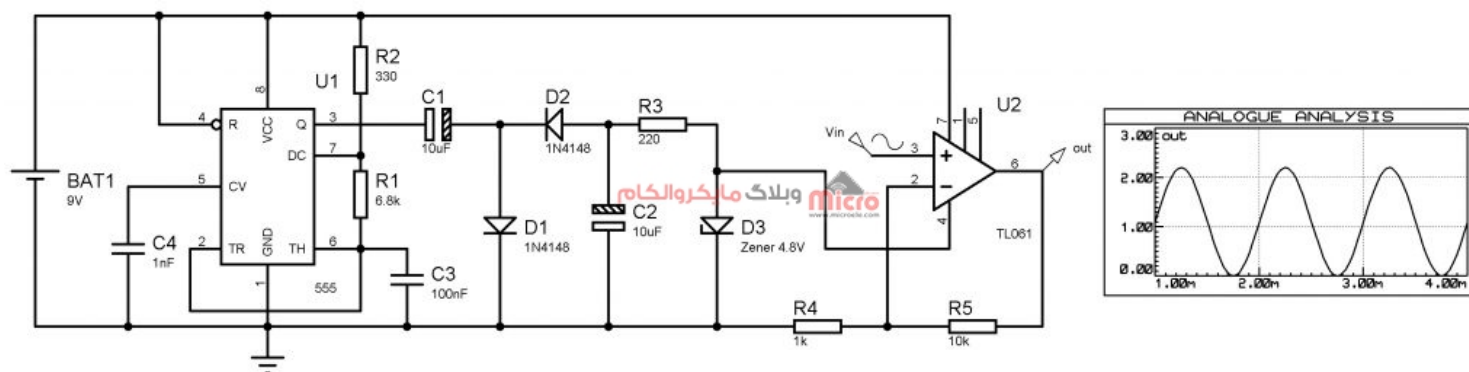 BAT1
9V
C4
1nF
U1
4
R
8
VCC
Q
3
DC
7
5
CV
2
TR
GND
1
TH
6
555
R2
330
R1
6.8k
C3
100nF
C1
10uF
D1
1N4148
D2
1N4148
C2
10uF
R3
220
D3
Zener 4.8V
وبلاگ مایکروالکام
Micro
www.microele.com
Vin
3
2
7
1
5
4
6
U2
TL061
out
R4
1k
R5
10k
ANALOGUE ANALYSIS
3.00
out
2.00
1.00
0.00
1.00m
2.00m
3.00m
4.00m